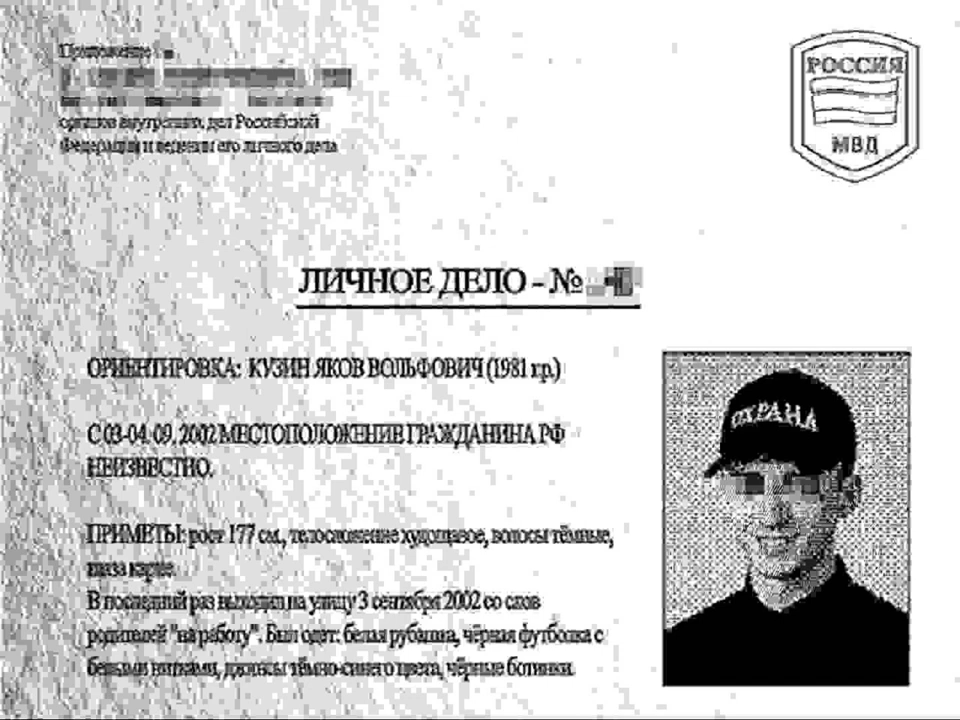 Приложение
органов внутренних дел Российской
Федерации и ведении его личного дела
РОССИЯ
МВД
ЛИЧНОЕ ДЕЛО - №
ОРИЕНТИРОВКА: КУЗИН ЯКОВ ВОЛЬФОВИЧ (1981 г.р.)
С 03-04. 09. 2002 МЕСТОПОЛОЖЕНИЕ ГРАЖДАНИНА РФ
НЕИЗВЕСТНО.
ОХРАНА
ПРИМЕТЫ: рост 177 см., телосложение худощавое, волосы тёмные,
глаза карие.
В последний раз выходил на улицу 3 сентября 2002 со слов
родителей "на работу". Был одет: белая рубашка, чёрная футболка с
белыми нитками, джинсы тёмно-синего цвета, чёрные ботинки.